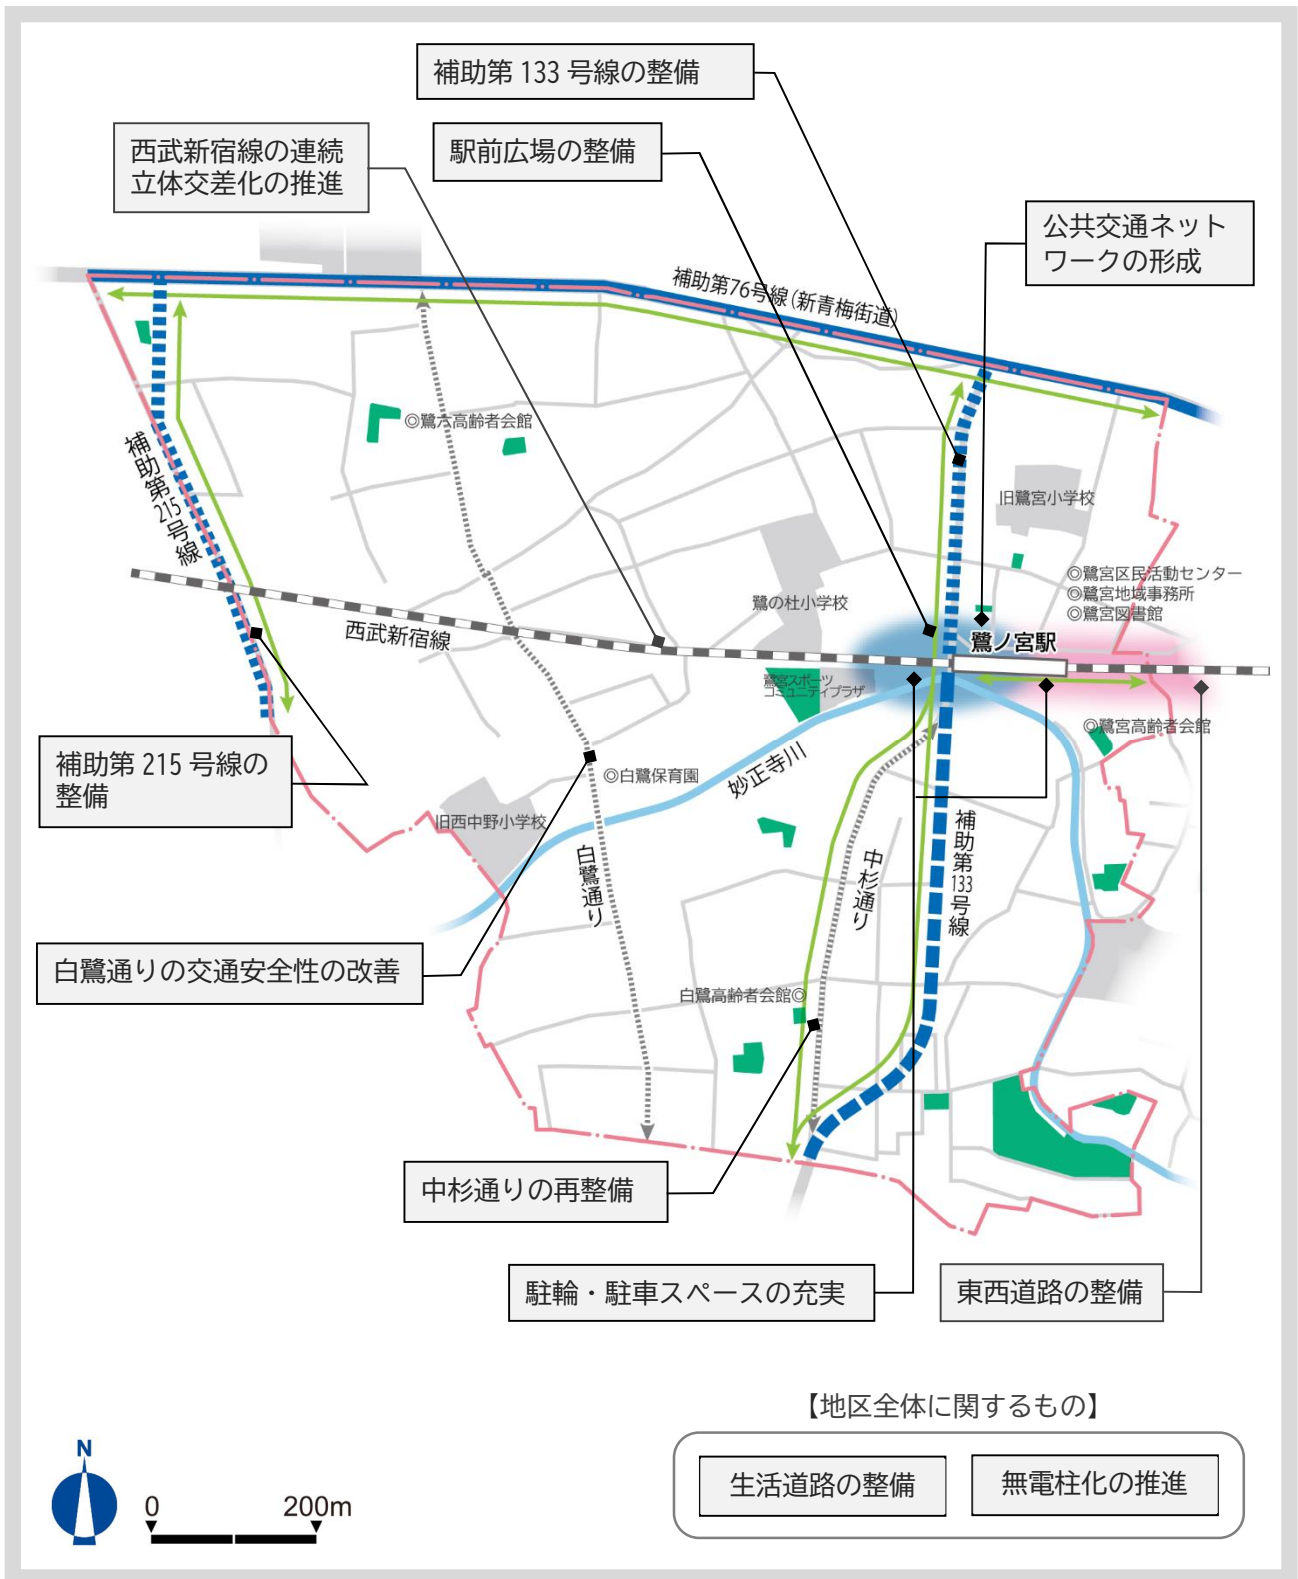 補助第 133 号線の整備
西武新宿線の連続
立体交差化の推進
駅前広場の整備
公共交通ネット
ワークの形成
補助第76号線(新青梅街道)
◎鷺六高齢者会館
補助第215号線
旧鷺宮小学校
◎鷺宮区民活動センター
◎鷺宮地域事務所
◎鷺宮図書館
鷺の杜小学校
西武新宿線
鷺ノ宮駅
鷺宮スポーツ
コミュニティプラザ
◎鷺宮高齢者会館
補助第 215 号線の
整備
◎白鷺保育園
妙正寺川
旧西中野小学校
白鷺通り
中杉通り
補助第133号線
白鷺通りの交通安全性の改善
白鷺高齢者会館◎
中杉通りの再整備
駐輪・駐車スペースの充実
東西道路の整備
【地区全体に関するもの】
生活道路の整備
無電柱化の推進
N
0
200m